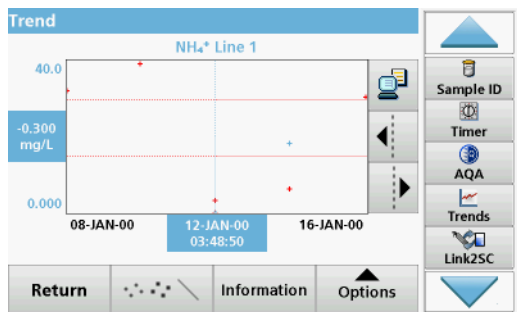 Trend
NH₄⁺ Line 1
40.0
-0.300
mg/L
0.000
08-JAN-00
12-JAN-00
03:48:50
16-JAN-00
Return
Information
Options
Sample ID
Timer
AQA
Trends
Link2SC